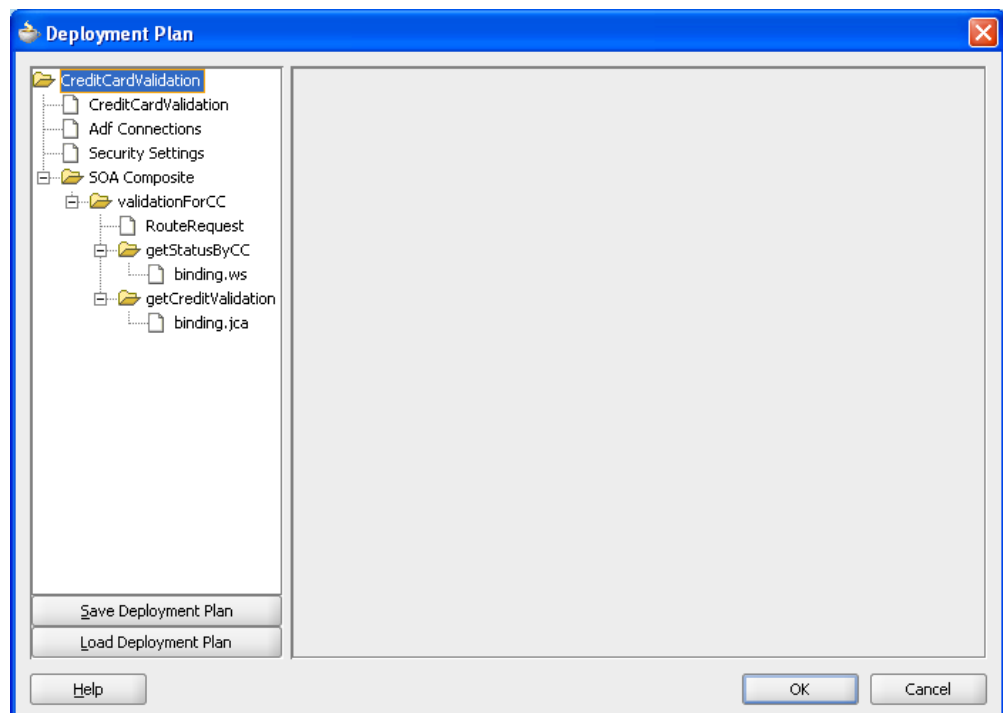 Deployment Plan
CreditCardValidation
CreditCardValidation
Adf Connections
Security Settings
SOA Composite
validationForCC
RouteRequest
getStatusByCC
binding.ws
getCreditValidation
binding.jca
Save Deployment Plan
Load Deployment Plan
Help
OK
Cancel